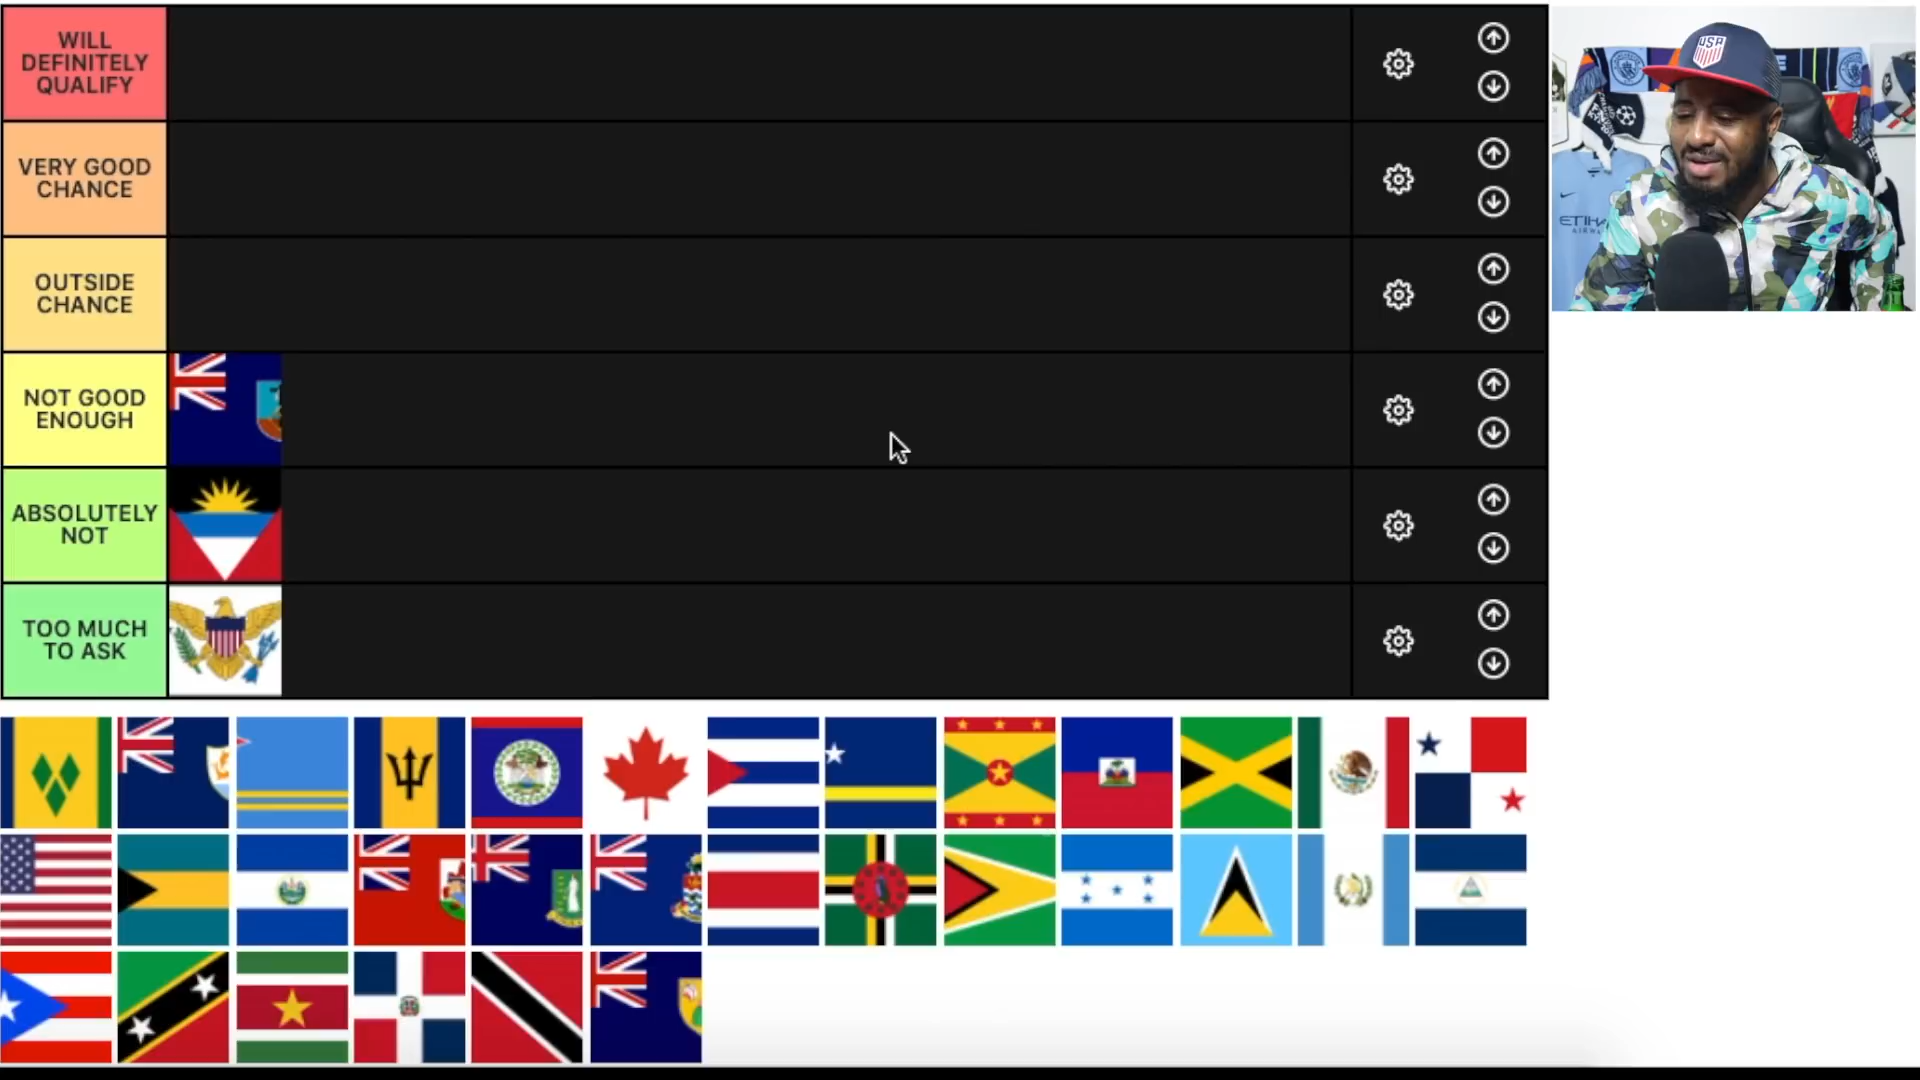 WILL
DEFINITELY
QUALIFY
VERY GOOD
CHANCE
OUTSIDE
CHANCE
NOT GOOD
ENOUGH
ABSOLUTELY
NOT
TOO MUCH
TO ASK
USA